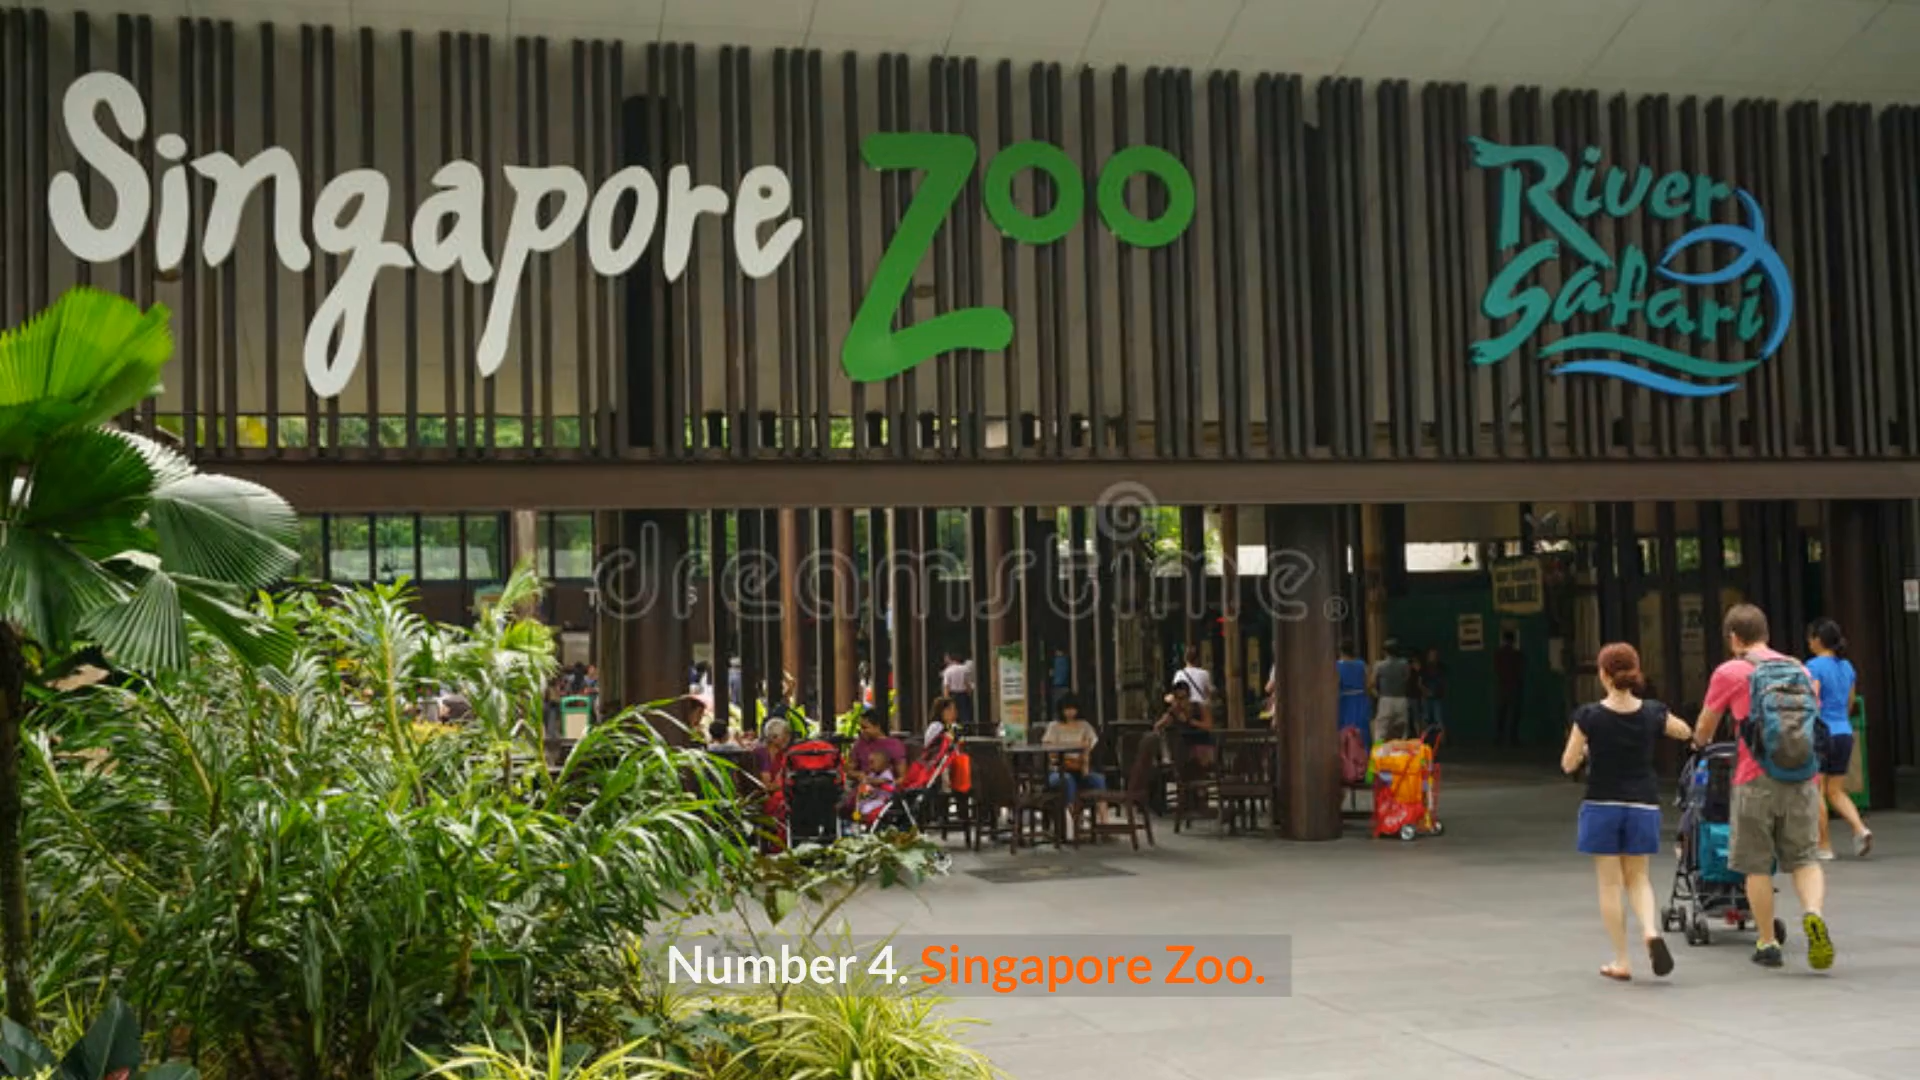 Singapore Zoo
River
Safari
dreamstime
Number 4. Singapore Zoo.